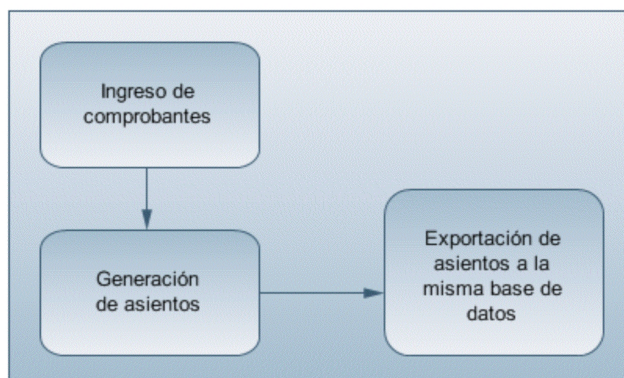 Ingreso de
comprobantes
Generación
de asientos
Exportación de
asientos a la
misma base de
datos